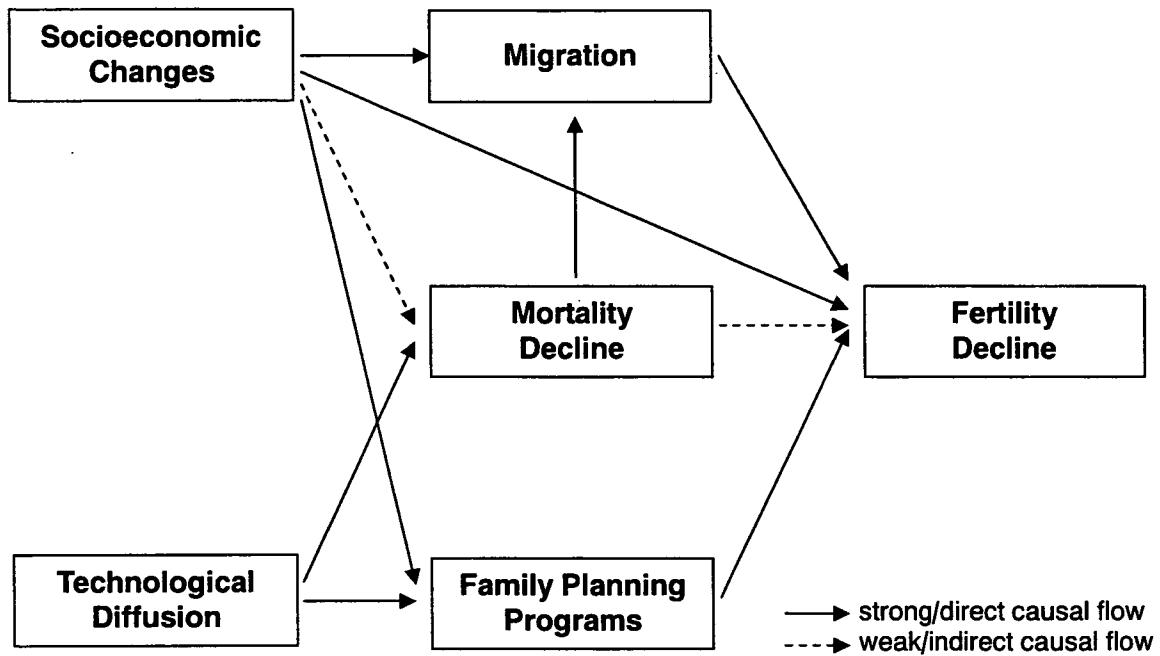 Socioeconomic
Changes
Migration
Mortality
Decline
Fertility
Decline
Technological
Diffusion
Family Planning
Programs
strong/direct causal flow
weak/indirect causal flow